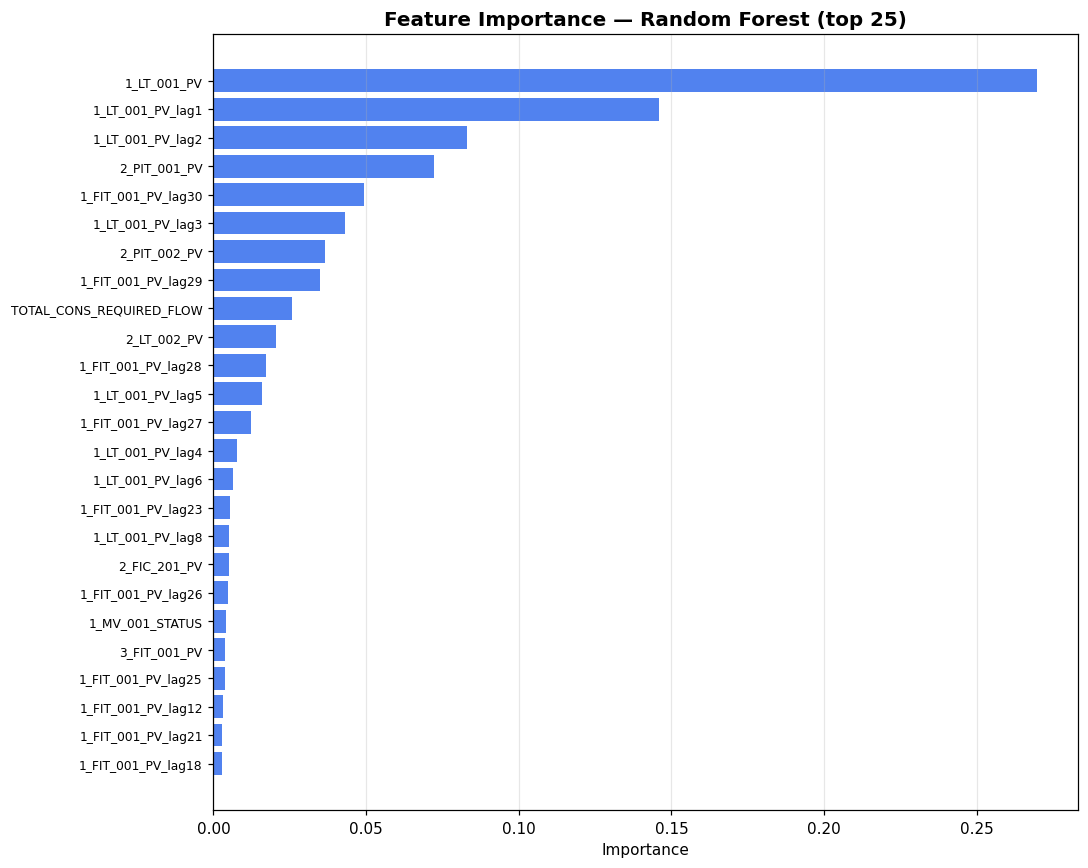 Feature Importance — Random Forest (top 25)
1_LT_001_PV
1_LT_001_PV_lag1
1_LT_001_PV_lag2
2_PIT_001_PV
1_FIT_001_PV_lag30
1_LT_001_PV_lag3
2_PIT_002_PV
1_FIT_001_PV_lag29
TOTAL_CONS_REQUIRED_FLOW
2_LT_002_PV
1_FIT_001_PV_lag28
1_LT_001_PV_lag5
1_FIT_001_PV_lag27
1_LT_001_PV_lag4
1_LT_001_PV_lag6
1_FIT_001_PV_lag23
1_LT_001_PV_lag8
2_FIC_201_PV
1_FIT_001_PV_lag26
1_MV_001_STATUS
3_FIT_001_PV
1_FIT_001_PV_lag25
1_FIT_001_PV_lag12
1_FIT_001_PV_lag21
1_FIT_001_PV_lag18
0.00 0.05 0.10 0.15 0.20 0.25
Importance